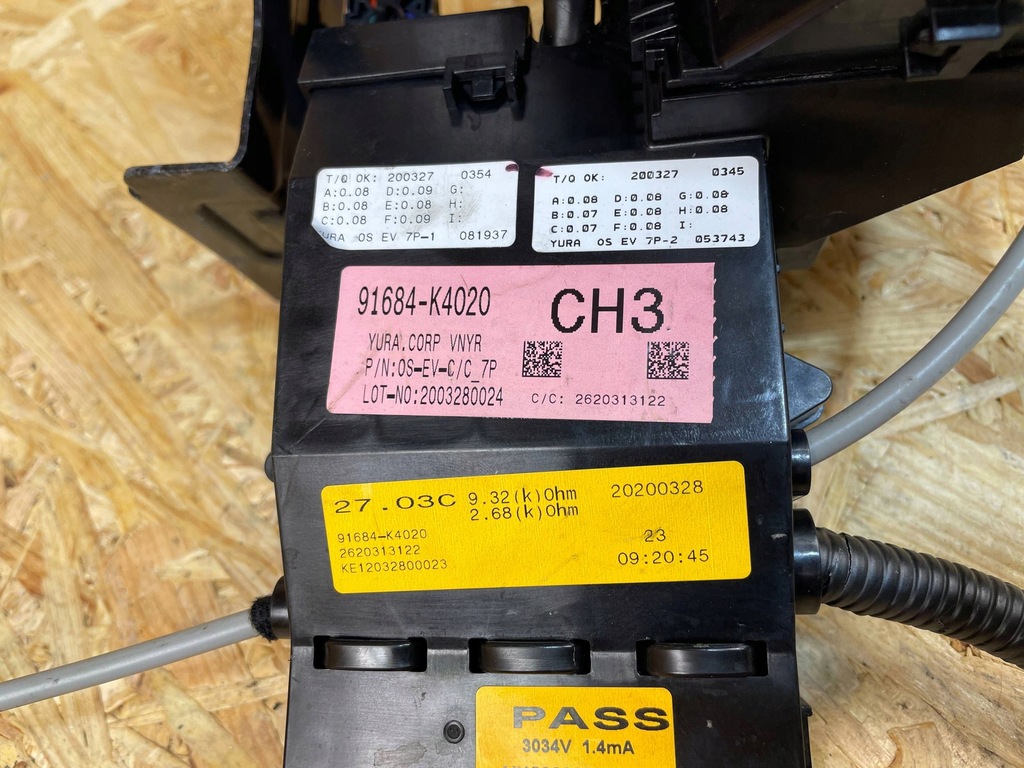 T/Q OK: 200327 0354
A:0.08 D:0.09 G:
B:0.08 E:0.08 H:
C:0.08 F:0.09 I:
YURA OS EV 7P-1 081937
T/Q OK: 200327 0345
A:0.08 D:0.08 G:0.08
B:0.07 E:0.08 H:0.08
C:0.07 F:0.08 I:
YURA OS EV 7P-2 053743
91684-K4020
CH3
YURA.CORP VNYR
P/N:OS-EV-C/C_7P
LOT-NO:2003280024
C/C: 2620313122
27.03C 9.32(k)Ohm 20200328
2.68(k)Ohm
91684-K4020 23
2620313122
KE12032800023 09:20:45
PASS
3034V 1.4mA